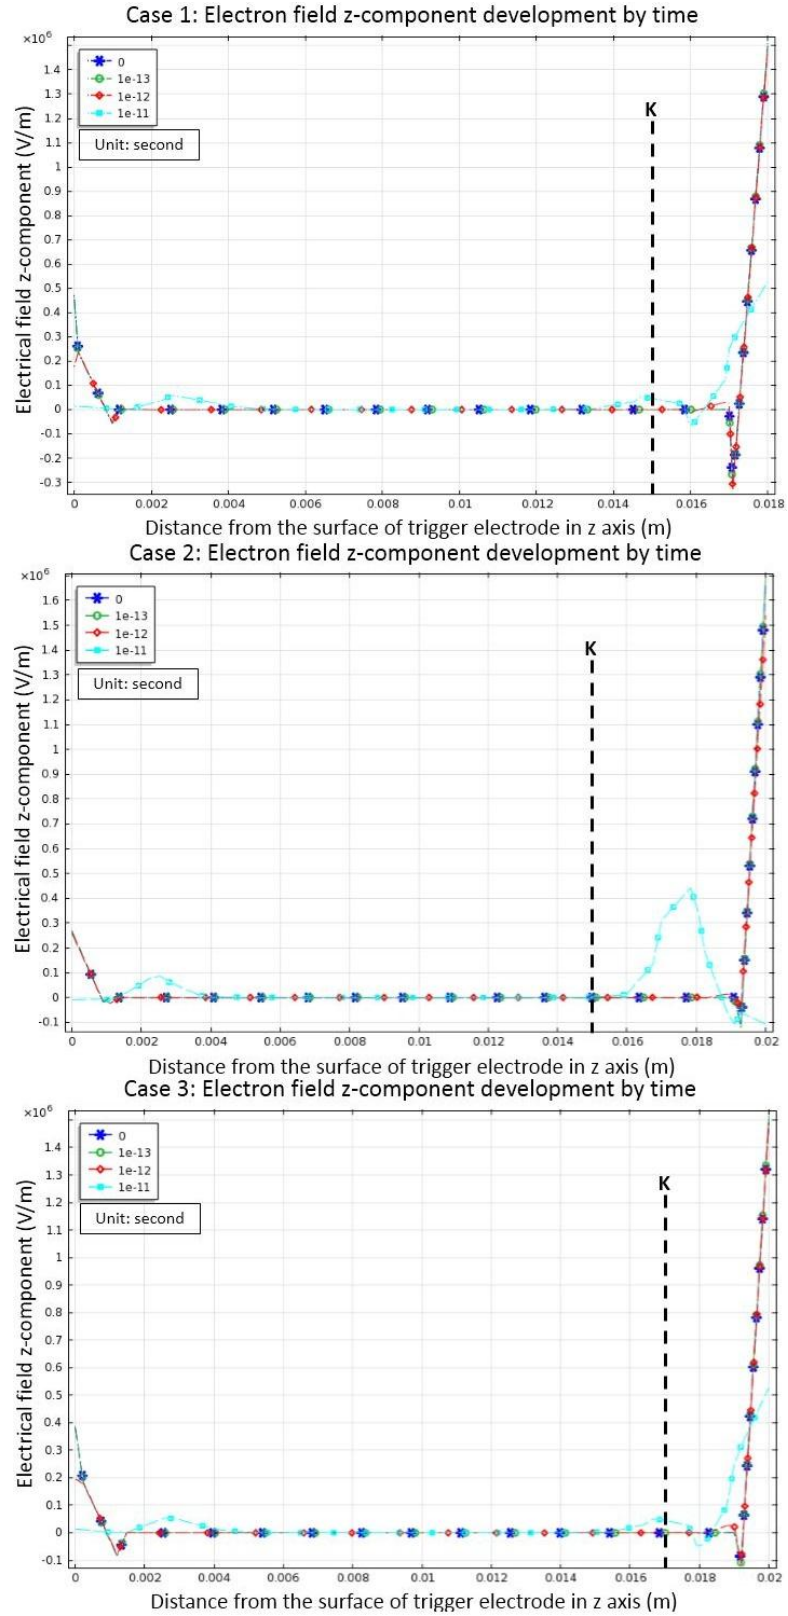 Case 1: Electron field z-component development by time
×10⁶
0
1e-13
1e-12
1e-11
Unit: second
K
Electrical field z-component (V/m)
1.4
1.3
1.2
1.1
1
0.9
0.8
0.7
0.6
0.5
0.4
0.3
0.2
0.1
0
-0.1
-0.2
-0.3
0 0.002 0.004 0.006 0.008 0.01 0.012 0.014 0.016 0.018
Distance from the surface of trigger electrode in z axis (m)
Case 2: Electron field z-component development by time
×10⁶
0
1e-13
1e-12
1e-11
Unit: second
K
Electrical field z-component (V/m)
1.6
1.5
1.4
1.3
1.2
1.1
1
0.9
0.8
0.7
0.6
0.5
0.4
0.3
0.2
0.1
0
-0.1
0 0.002 0.004 0.006 0.008 0.01 0.012 0.014 0.016 0.018 0.02
Distance from the surface of trigger electrode in z axis (m)
Case 3: Electron field z-component development by time
×10⁶
0
1e-13
1e-12
1e-11
Unit: second
K
Electrical field z-component (V/m)
1.4
1.3
1.2
1.1
1
0.9
0.8
0.7
0.6
0.5
0.4
0.3
0.2
0.1
0
-0.1
0 0.002 0.004 0.006 0.008 0.01 0.012 0.014 0.016 0.018 0.02
Distance from the surface of trigger electrode in z axis (m)